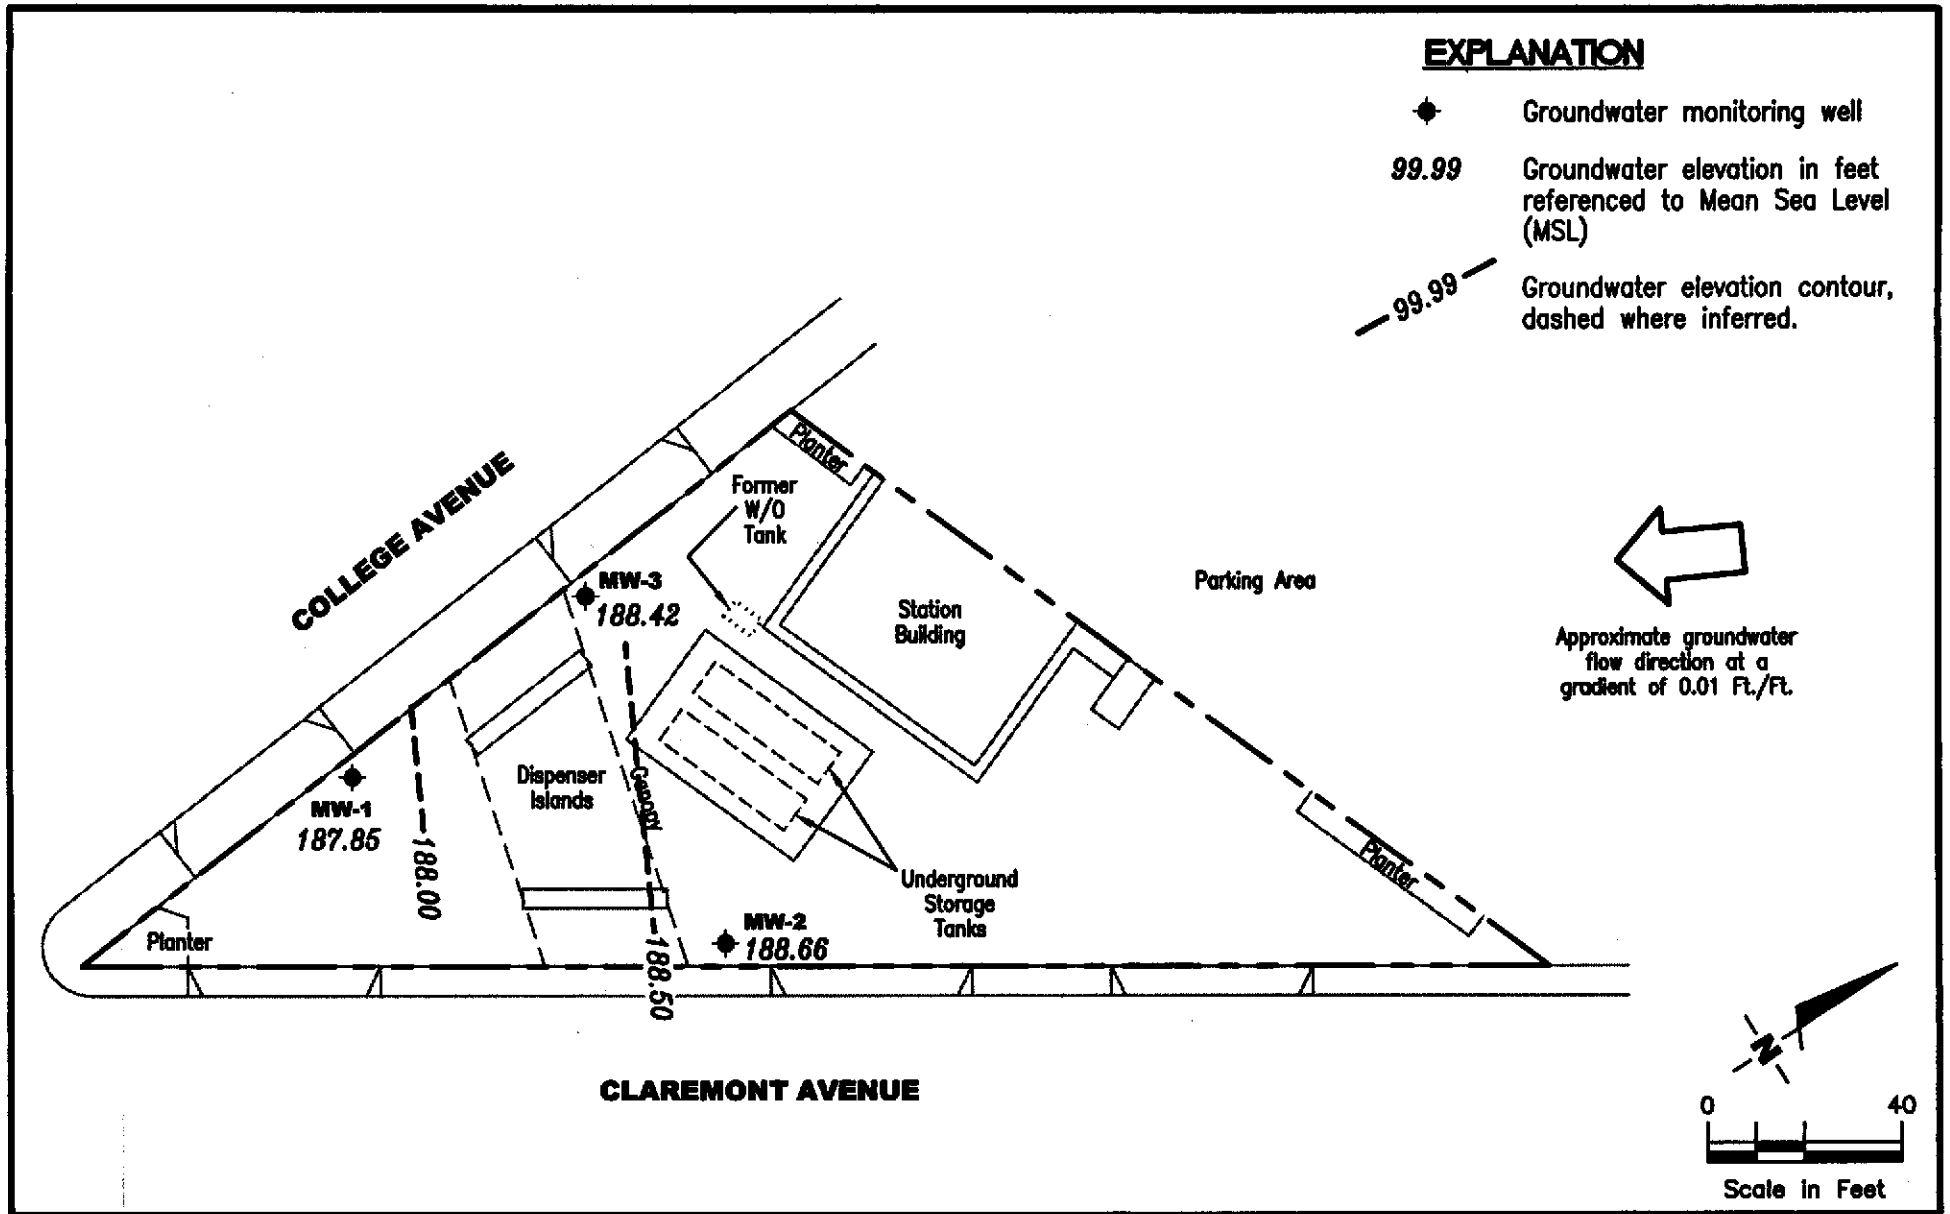 EXPLANATION
Groundwater monitoring well
99.99
Groundwater elevation in feet
referenced to Mean Sea Level
(MSL)
99.99
Groundwater elevation contour,
dashed where inferred.
COLLEGE AVENUE
Planter
Former
W/O
Tank
MW-3
188.42
Station
Building
Parking Area
Approximate groundwater
flow direction at a
gradient of 0.01 Ft./Ft.
Dispenser
Islands
Canopy
MW-1
187.85
188.00
Underground
Storage
Tanks
Planter
MW-2
188.66
188.50
Planter
CLAREMONT AVENUE
N
0 40
Scale in Feet